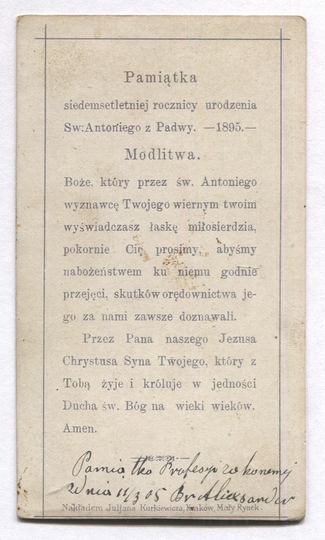 Pamiątka
siedemsetletniej rocznicy urodzenia
Sw: Antoniego z Padwy. —1895.—
Modlitwa.
Boże, który przez św. Antoniego
wyznawcę Twojego wiernym twoim
wyświadczasz łaskę miłosierdzia,
pokornie Cię prosimy, abyśmy
nabożeństwem ku niemu godnie
przejęci, skutków orędownictwa je-
go za nami zawsze doznawali.
Przez Pana naszego Jezusa
Chrystusa Syna Twojego, który z
Tobą żyje i króluje w jedności
Ducha św. Bóg na wieki wieków.
Amen.
Pamiątko Profesyi zakonnej
Dnia 11/3 05 Br Alieksander
Nakładem Juljana Kurkiewicza, Kraków, Mały Rynek.